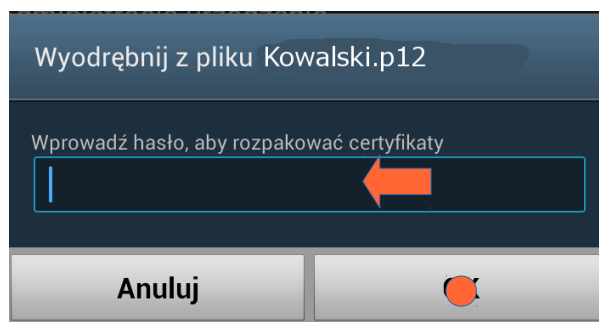 Wyodrębnij z pliku Kowalski.p12
Wprowadź hasło, aby rozpakować certyfikaty
Anuluj